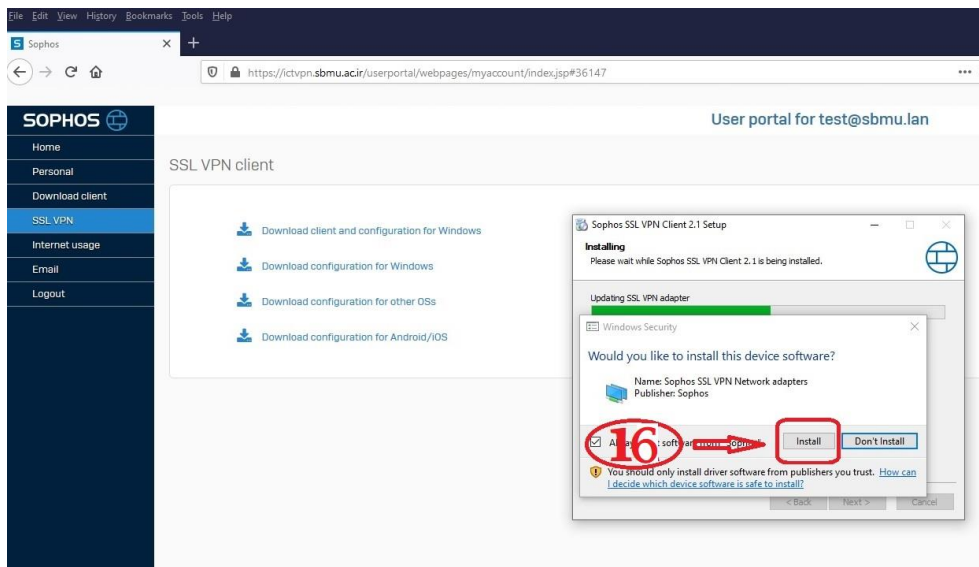 File Edit View History Bookmarks Tools Help
S Sophos
https://ictvpn.sbmu.ac.ir/userportal/webpages/myaccount/index.jsp#36147
SOPHOS
User portal for test@sbmu.lan
Home
Personal
Download client
SSL VPN
Internet usage
Email
Logout
SSL VPN client
Download client and configuration for Windows
Download configuration for Windows
Download configuration for other OSs
Download configuration for Android/iOS
Sophos SSL VPN Client 2.1 Setup
Installing
Please wait while Sophos SSL VPN Client 2.1 is being installed.
Updating SSL VPN adapter
Windows Security
Would you like to install this device software?
Name: Sophos SSL VPN Network adapters
Publisher: Sophos
16
software from "Sophos"
Install
Don't Install
You should only install driver software from publishers you trust. How can
I decide which device software is safe to install?
< Back
Next >
Cancel